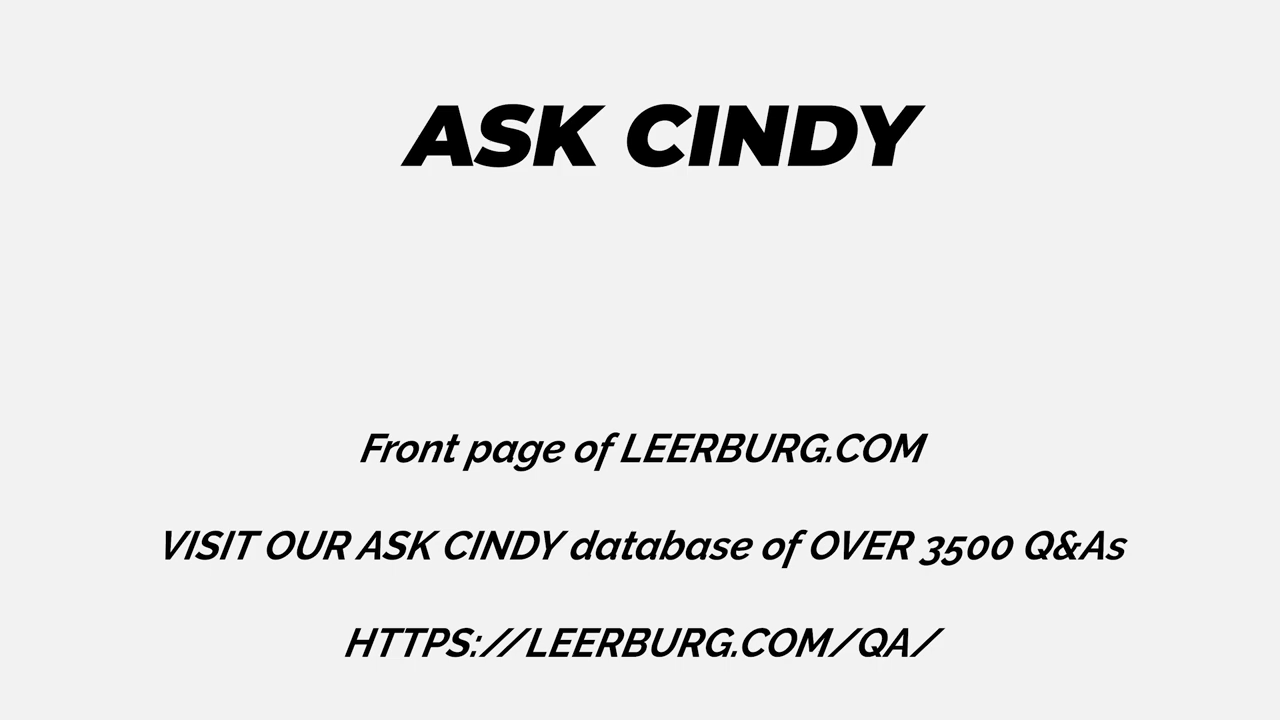 ASK CINDY
Front page of LEERBURG.COM
VISIT OUR ASK CINDY database of OVER 3500 Q&As
HTTPS://LEERBURG.COM/QA/